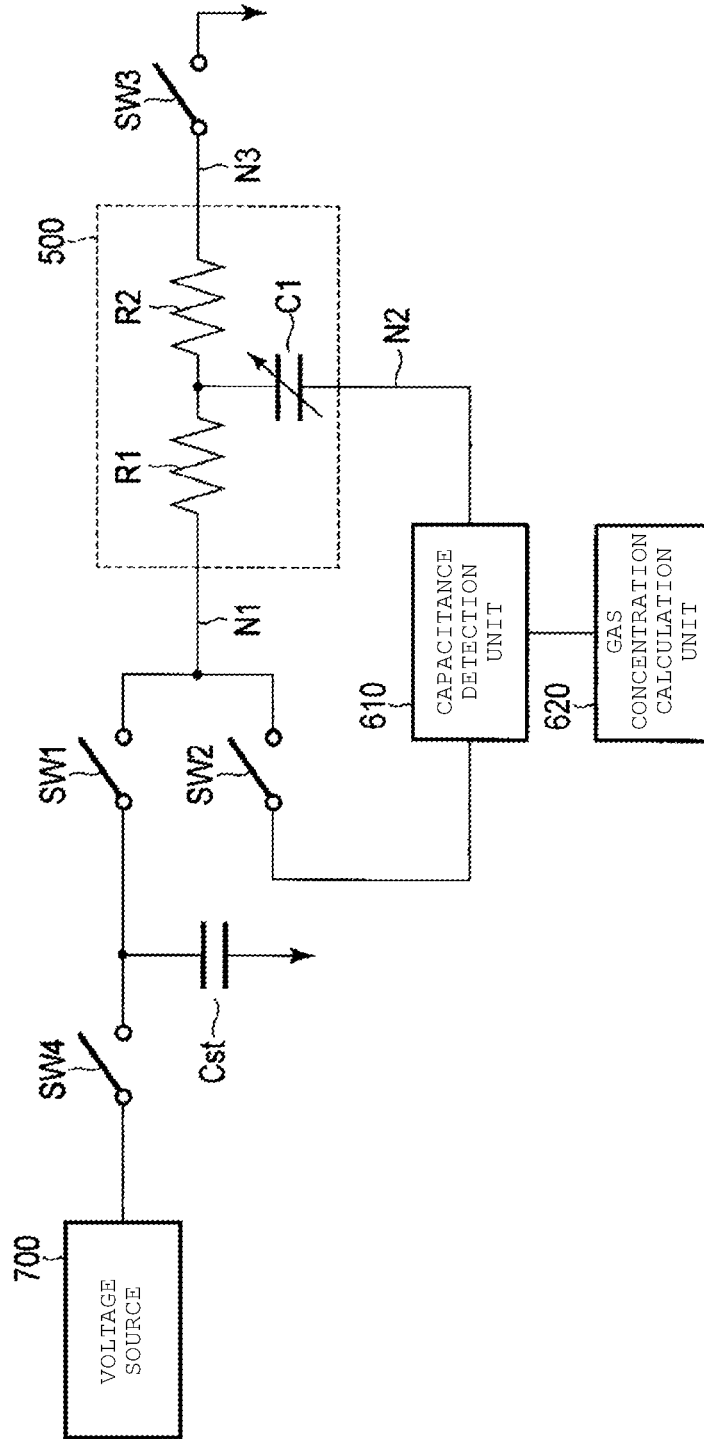 VOLTAGE
SOURCE
700
SW4
Cst
SW1
SW2
N1
500
R1
R2
C1
N3
SW3
N2
610
CAPACITANCE
DETECTION
UNIT
620
GAS
CONCENTRATION
CALCULATION
UNIT